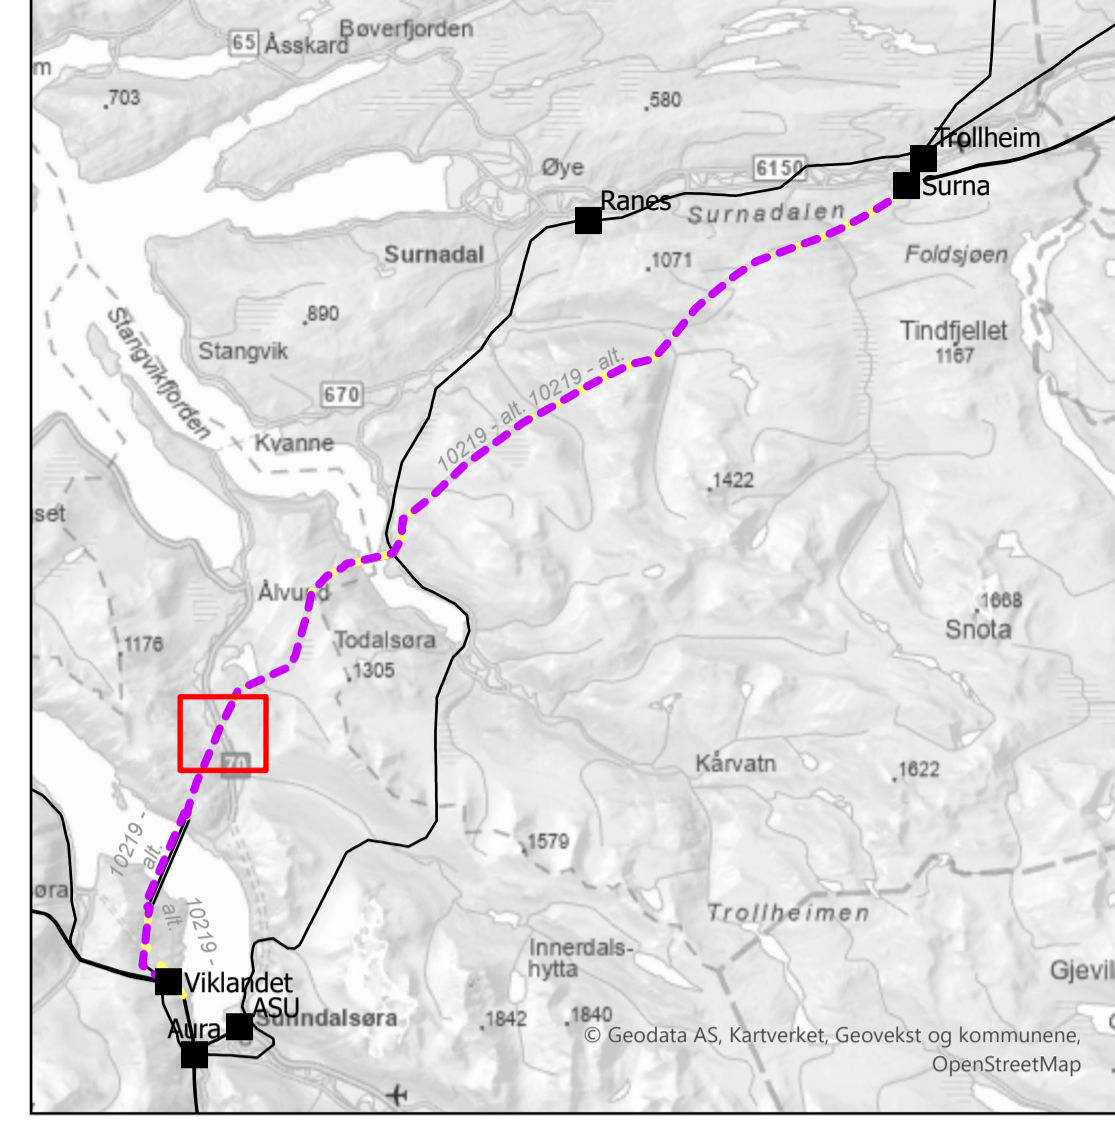 Bøverfjorden
65
Åsskard
m
703
580
Trollheim
Øye
6150
Surna
Ranes
Surnadalen
Surnadal
1071
Foldsjøen
890
Stangvikfjorden
Stangvik
Tindfjellet
1167
670
10219 - alt. 10219 - alt.
Kvanne
1422
set
Ålvund
1668
Snota
1176
Todalsøra
1305
70
Kårvatn
1622
10219 -
alt.
1579
øra
10219 -
alt.
Trollheimen
Innerdals-
hytta
Gjevil
Viklandet
ASU
Sunndalsøra
Aura
1842
1840
© Geodata AS, Kartverket, Geovekst og kommunene,
OpenStreetMap